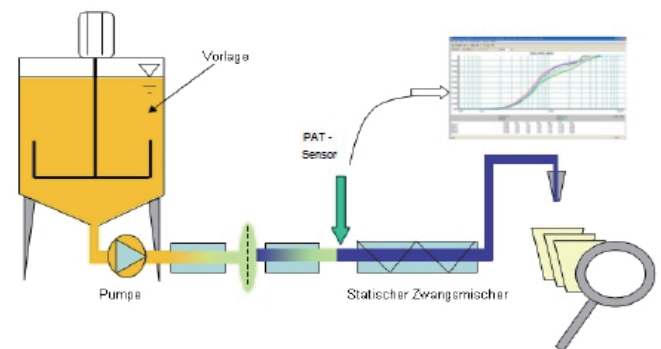 Vorlage
PAT -
Sensor
Pumpe
Statischer Zwangsmischer